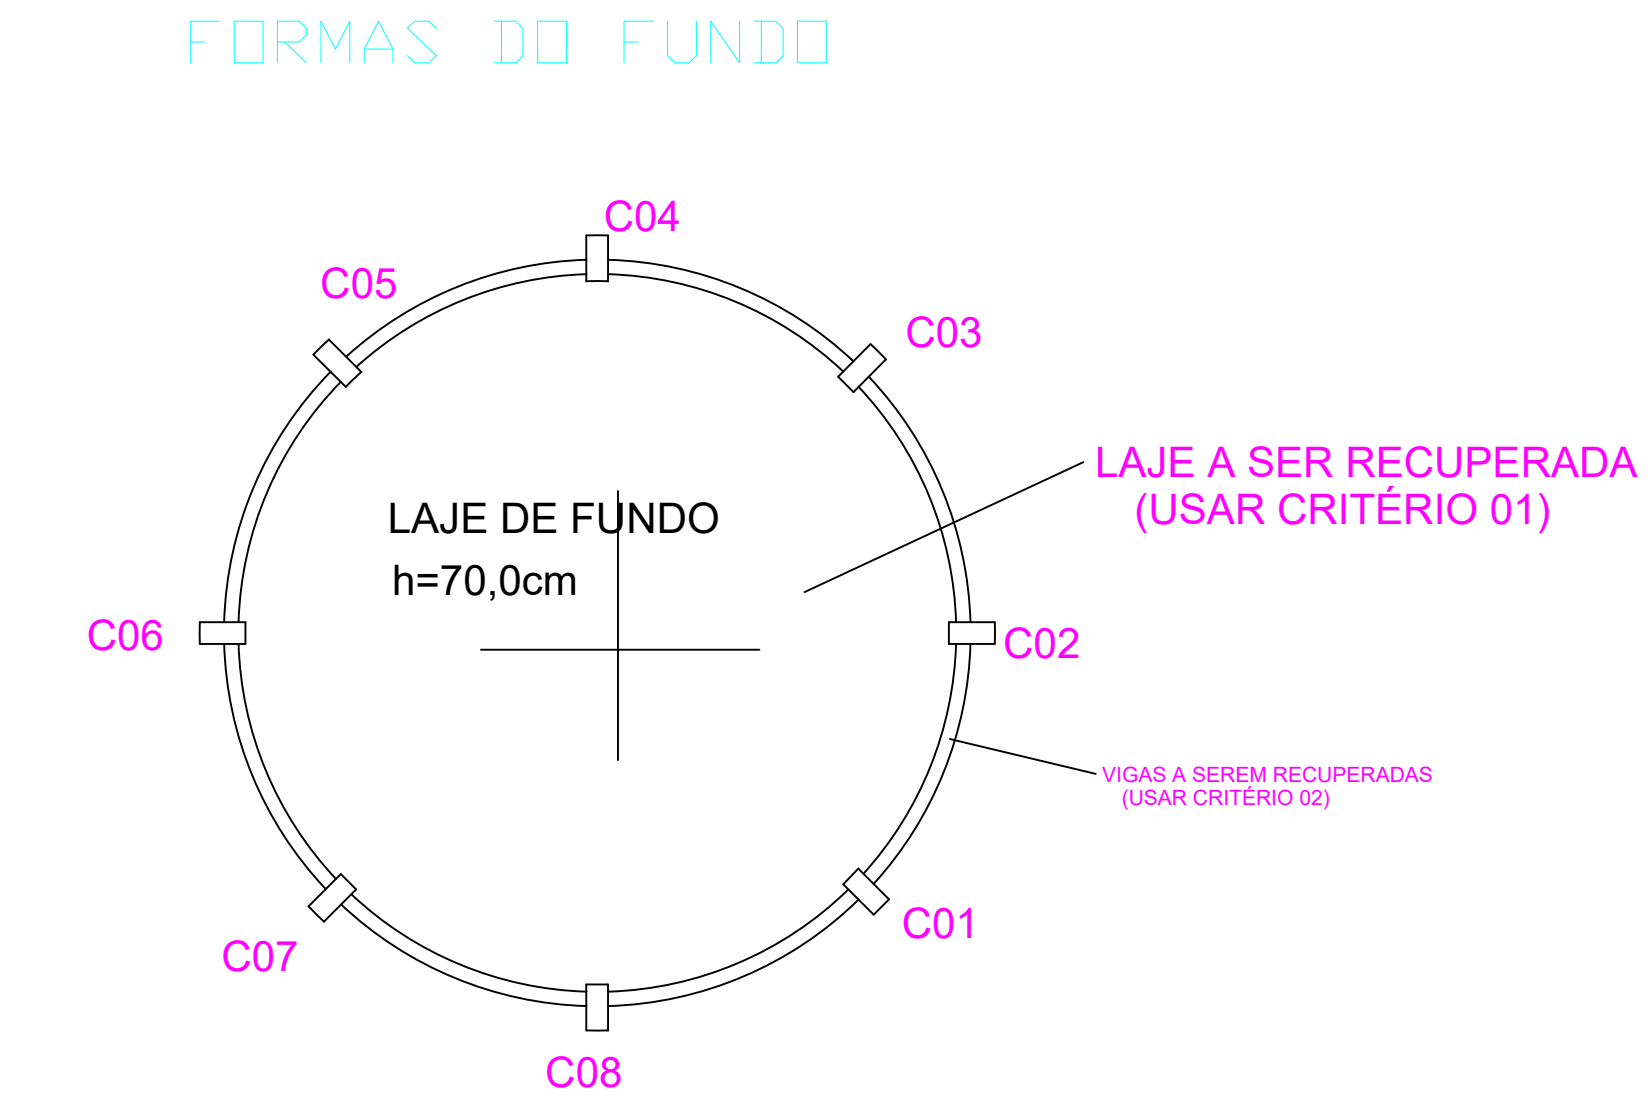 FORMAS DO FUNDO
C04
C05
C03
LAJE A SER RECUPERADA
(USAR CRITÉRIO 01)
LAJE DE FUNDO
h=70,0cm
C06
C02
VIGAS A SEREM RECUPERADAS
(USAR CRITÉRIO 02)
C01
C07
C08